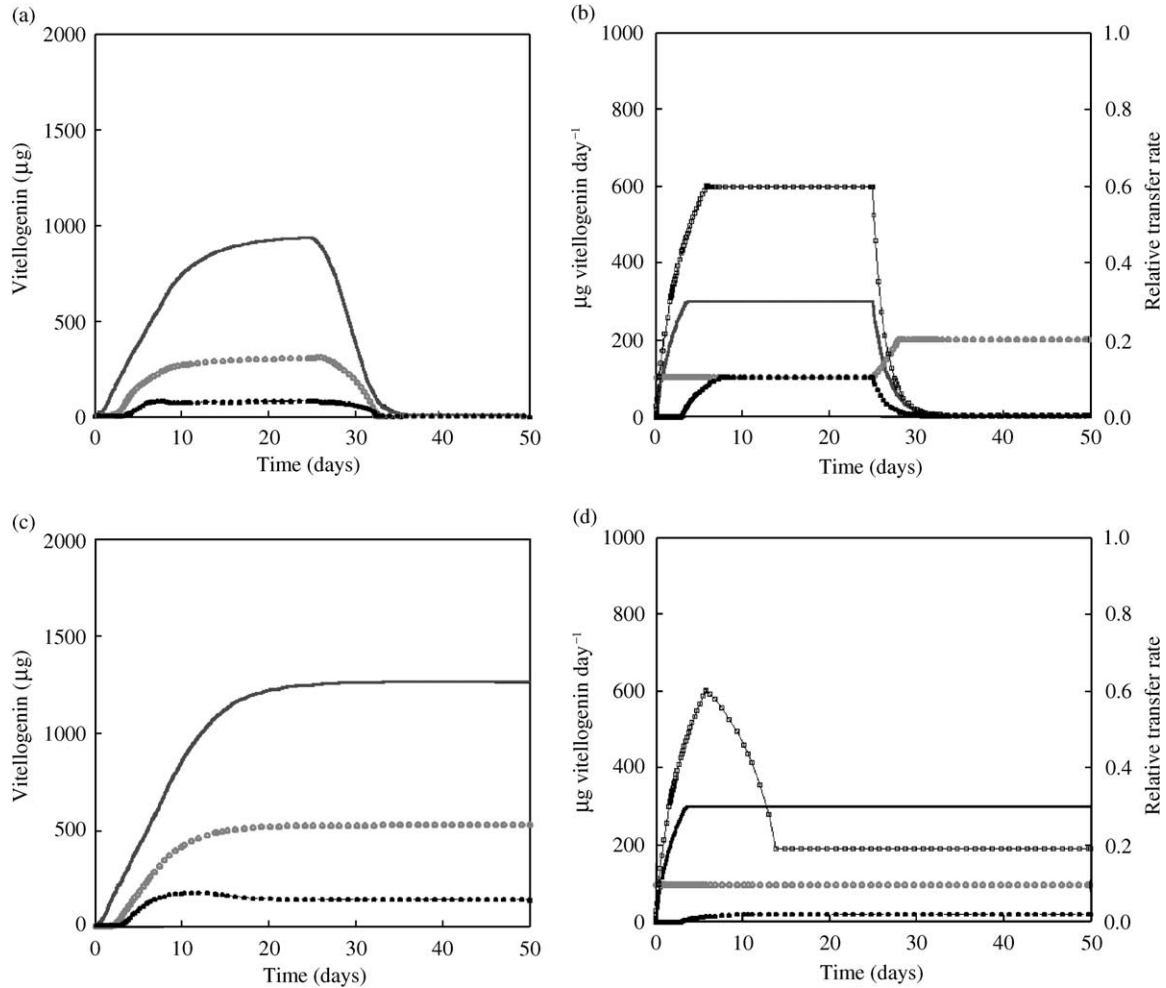 (a)
2000
1500
1000
500
0
Vitellogenin (µg)
0 10 20 30 40 50
Time (days)
(b)
1000
800
600
400
200
0
µg vitellogenin day⁻¹
1.0
0.8
0.6
0.4
0.2
0.0
Relative transfer rate
0 10 20 30 40 50
Time (days)
(c)
2000
1500
1000
500
0
Vitellogenin (µg)
0 10 20 30 40 50
Time (days)
(d)
1000
800
600
400
200
0
µg vitellogenin day⁻¹
1.0
0.8
0.6
0.4
0.2
0.0
Relative transfer rate
0 10 20 30 40 50
Time (days)